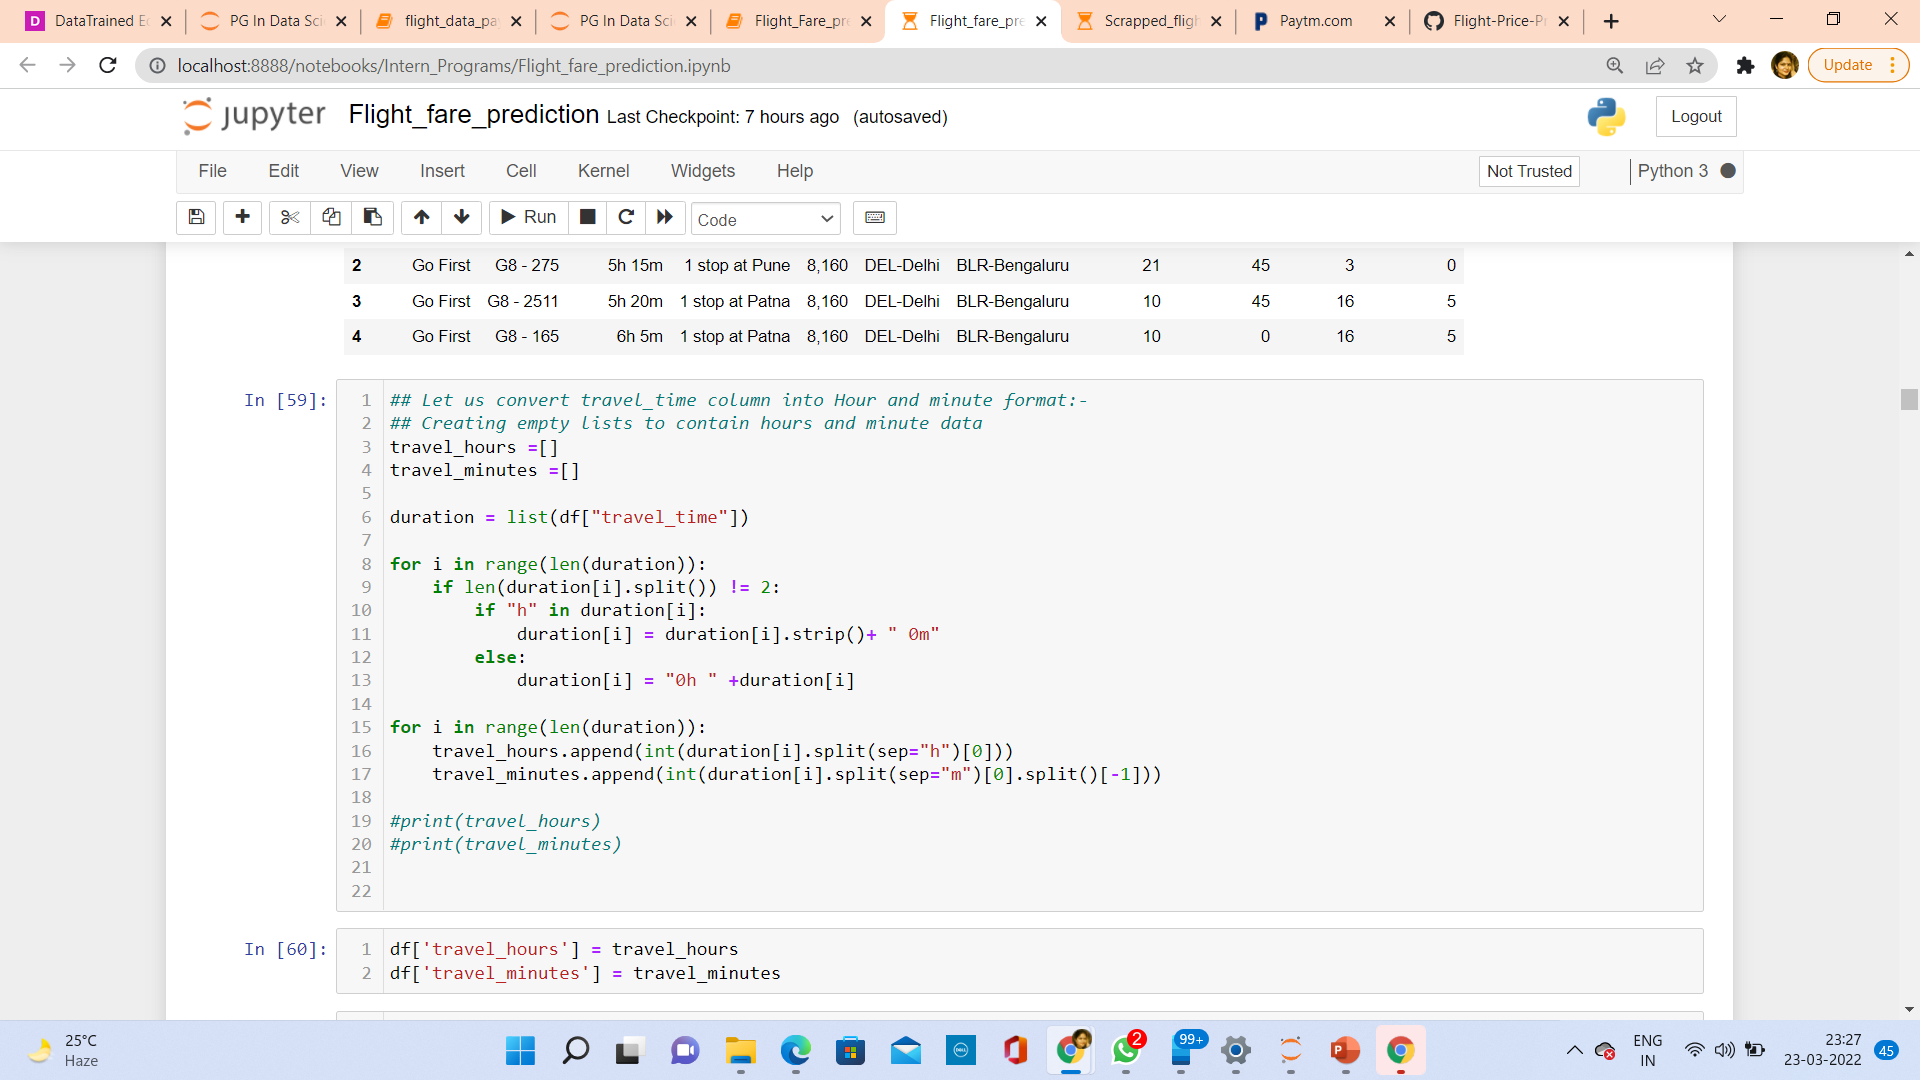 DataTrained E
PG In Data Sci
flight_data_pa
PG In Data Sci
Flight_Fare_pre
Flight_fare_pre
Scrapped_fligh
Paytm.com
Flight-Price-P
localhost:8888/notebooks/Intern_Programs/Flight_fare_prediction.ipynb
Update
jupyter Flight_fare_prediction Last Checkpoint: 7 hours ago (autosaved)
Logout
File Edit View Insert Cell Kernel Widgets Help
Not Trusted
Python 3
Run
Code
2 Go First G8 - 275 5h 15m 1 stop at Pune 8,160 DEL-Delhi BLR-Bengaluru 21 45 3 0
3 Go First G8 - 2511 5h 20m 1 stop at Patna 8,160 DEL-Delhi BLR-Bengaluru 10 45 16 5
4 Go First G8 - 165 6h 5m 1 stop at Patna 8,160 DEL-Delhi BLR-Bengaluru 10 0 16 5
In [59]:
1 ## Let us convert travel_time column into Hour and minute format:-
2 ## Creating empty lists to contain hours and minute data
3 travel_hours =[]
4 travel_minutes =[]
5
6 duration = list(df["travel_time"])
7
8 for i in range(len(duration)):
9     if len(duration[i].split()) != 2:
10         if "h" in duration[i]:
11             duration[i] = duration[i].strip()+ " 0m"
12         else:
13             duration[i] = "0h " +duration[i]
14
15 for i in range(len(duration)):
16     travel_hours.append(int(duration[i].split(sep="h")[0]))
17     travel_minutes.append(int(duration[i].split(sep="m")[0].split()[-1]))
18
19 #print(travel_hours)
20 #print(travel_minutes)
21
22
In [60]:
1 df['travel_hours'] = travel_hours
2 df['travel_minutes'] = travel_minutes
25°C
Haze
2
99+
ENG
IN
23:27
23-03-2022
45